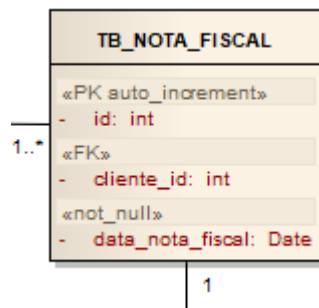 TB_NOTA_FISCAL
«PK auto_increment»
- id: int
1..*
«FK»
- cliente_id: int
«not_null»
- data_nota_fiscal: Date
1